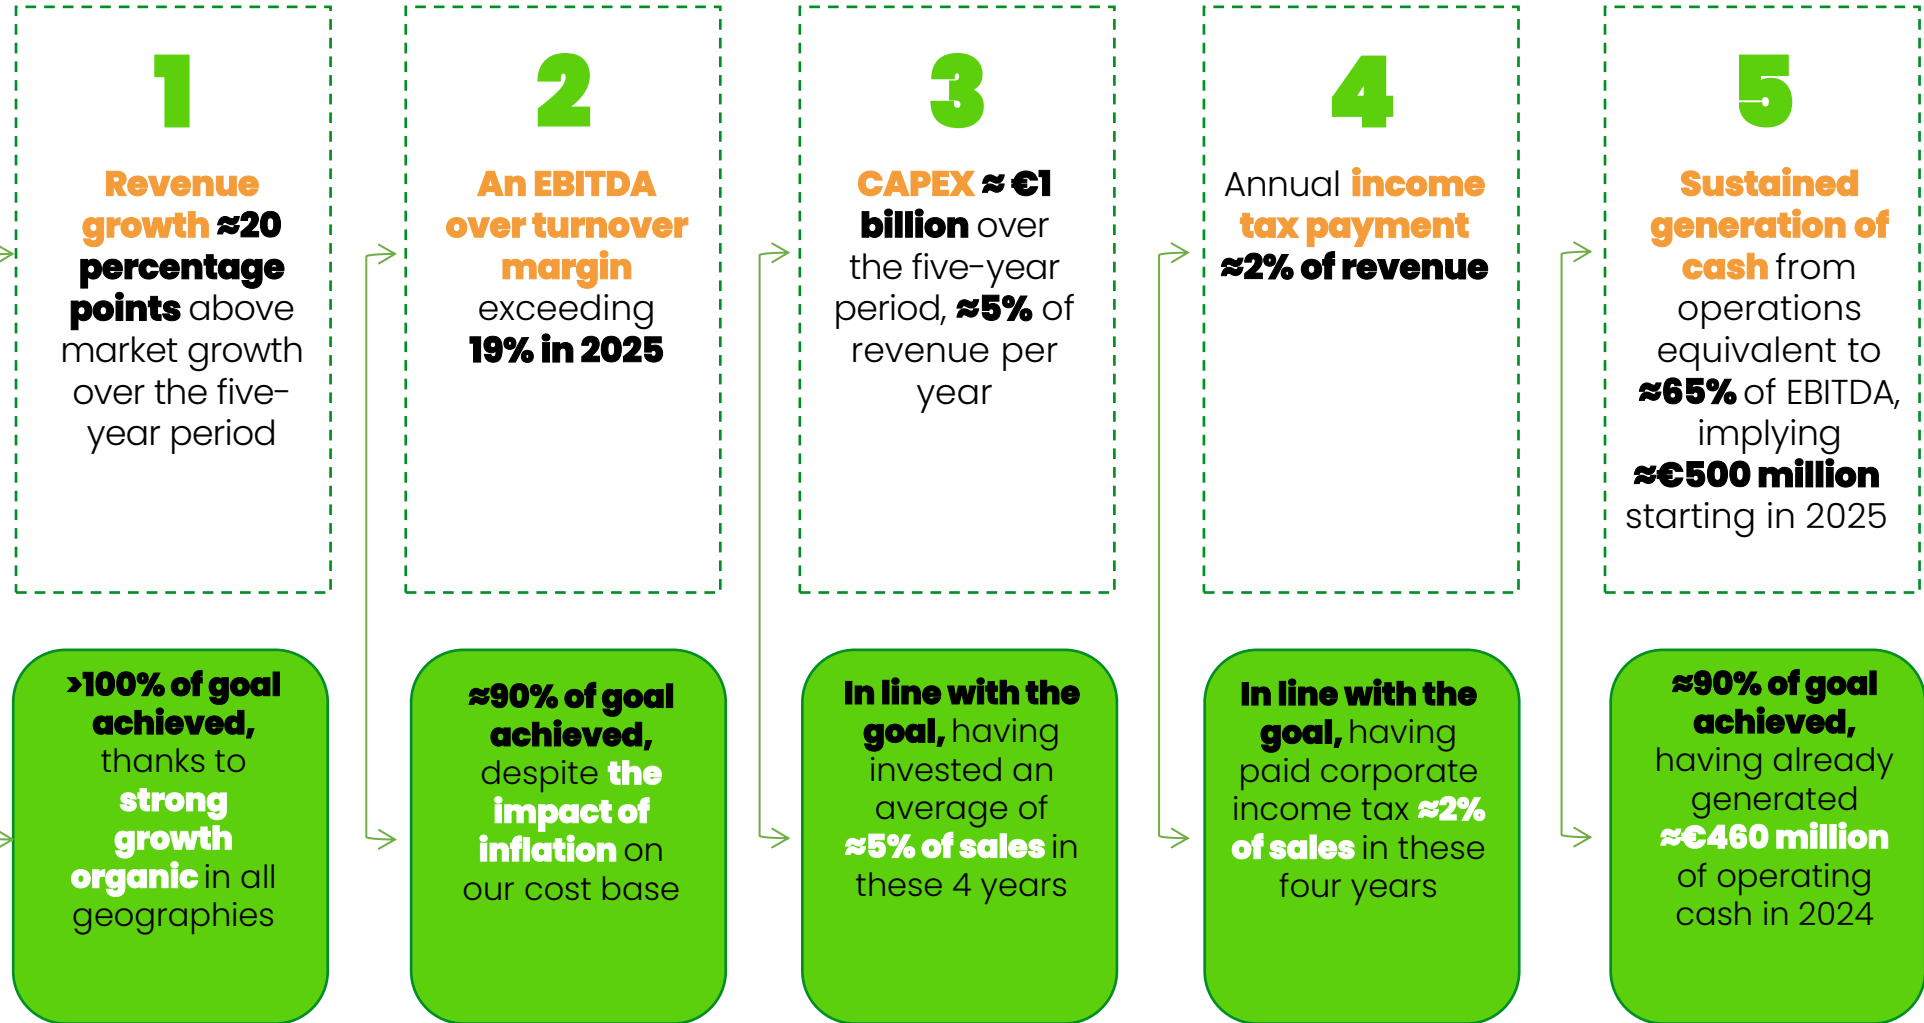 1
Revenue
growth ≈20
percentage
points above
market growth
over the five-
year period
>100% of goal
achieved,
thanks to
strong
growth
organic in all
geographies
2
An EBITDA
over turnover
margin
exceeding
19% in 2025
≈90% of goal
achieved,
despite the
impact of
inflation on
our cost base
3
CAPEX ≈ €1
billion over
the five-year
period, ≈5% of
revenue per
year
In line with the
goal, having
invested an
average of
≈5% of sales in
these 4 years
4
Annual income
tax payment
≈2% of revenue
In line with the
goal, having
paid corporate
income tax ≈2%
of sales in these
four years
5
Sustained
generation of
cash from
operations
equivalent to
≈65% of EBITDA,
implying
≈€500 million
starting in 2025
≈90% of goal
achieved,
having already
generated
≈€460 million
of operating
cash in 2024